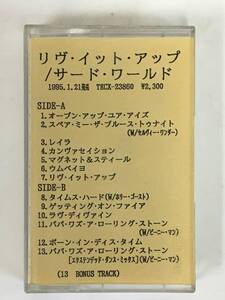 リヴ・イット・アップ
/サード・ワールド
1995.1.21発売 TECX-23860 ¥2,300
SIDE-A
1. オープン・アップ・ユア・アイズ
2. スペア・ミー・ザ・ブルース・トゥナイト
(W/セルヴィー・ワンダー)
3. レイラ
4. カンヴァセイション
5. マグネット&スティール
6. ウムベイヨ
7. リヴ・イット・アップ
SIDE-B
8. タイムス・ハード(W/ホリー・ゴースト)
9. ゲッティング・オン・ファイア
10. ラヴ・ディヴァイン
11. パパ・ワズ・ア・ローリング・ストーン
(W/ビーニー・マン)
12. ボーン・イン・ディス・タイム
13. パパ・ワズ・ア・ローリング・ストーン
[エクステンデッド・ダンス・ミックス](W/ビーニー・マン)
(13 BONUS TRACK)